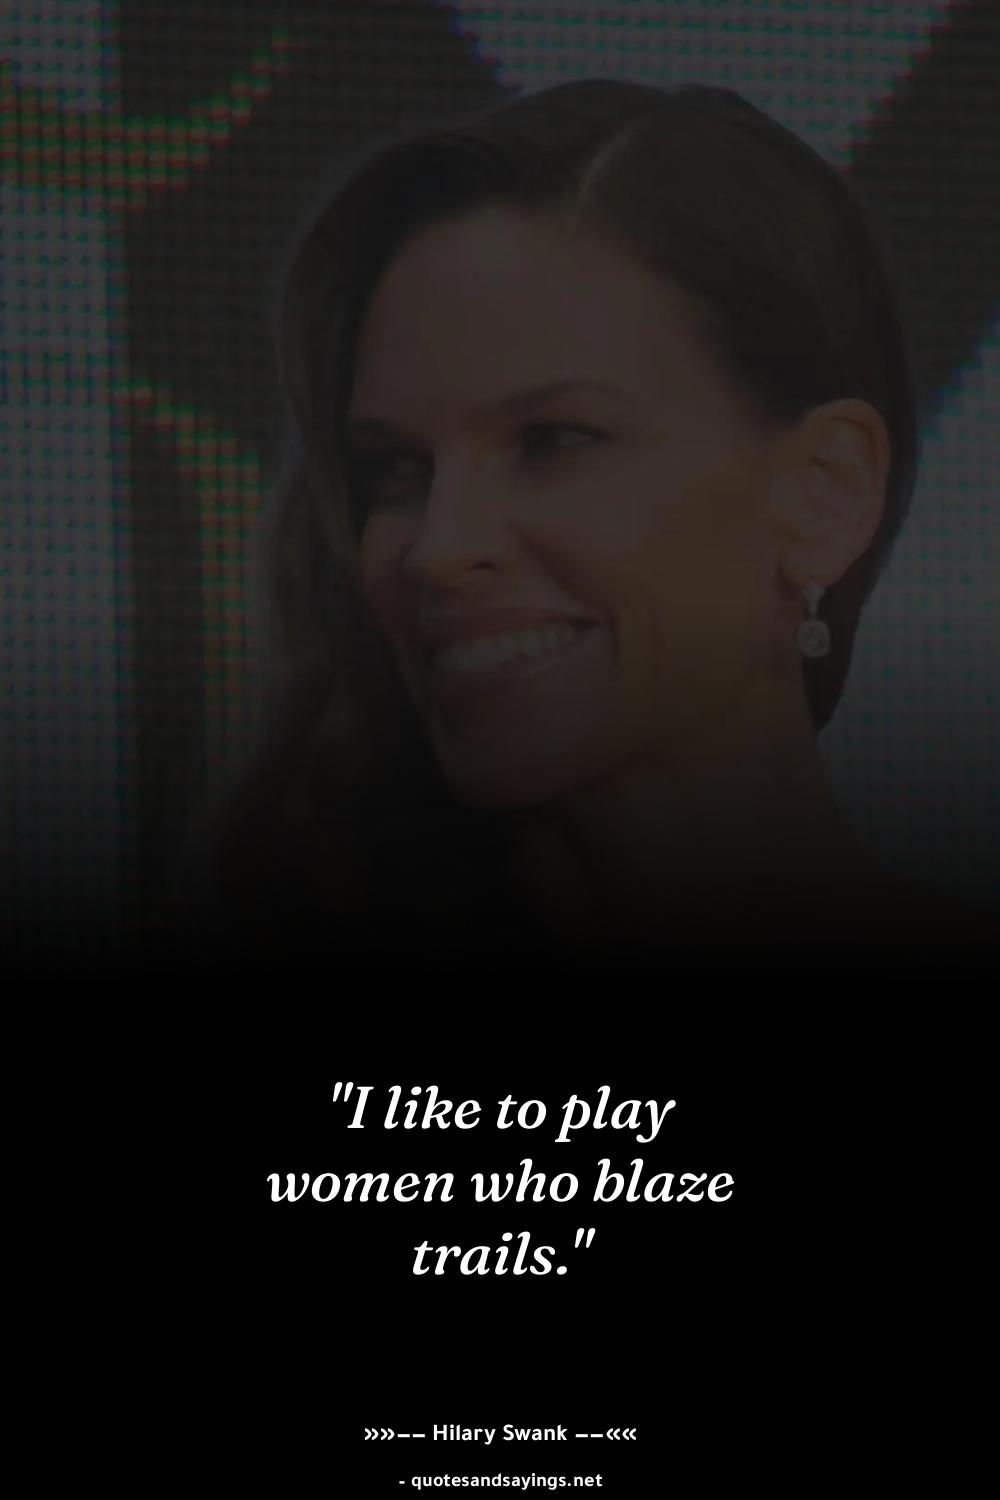 "I like to play
women who blaze
trails."
»»–– Hilary Swank ––««
- quotesandsayings.net